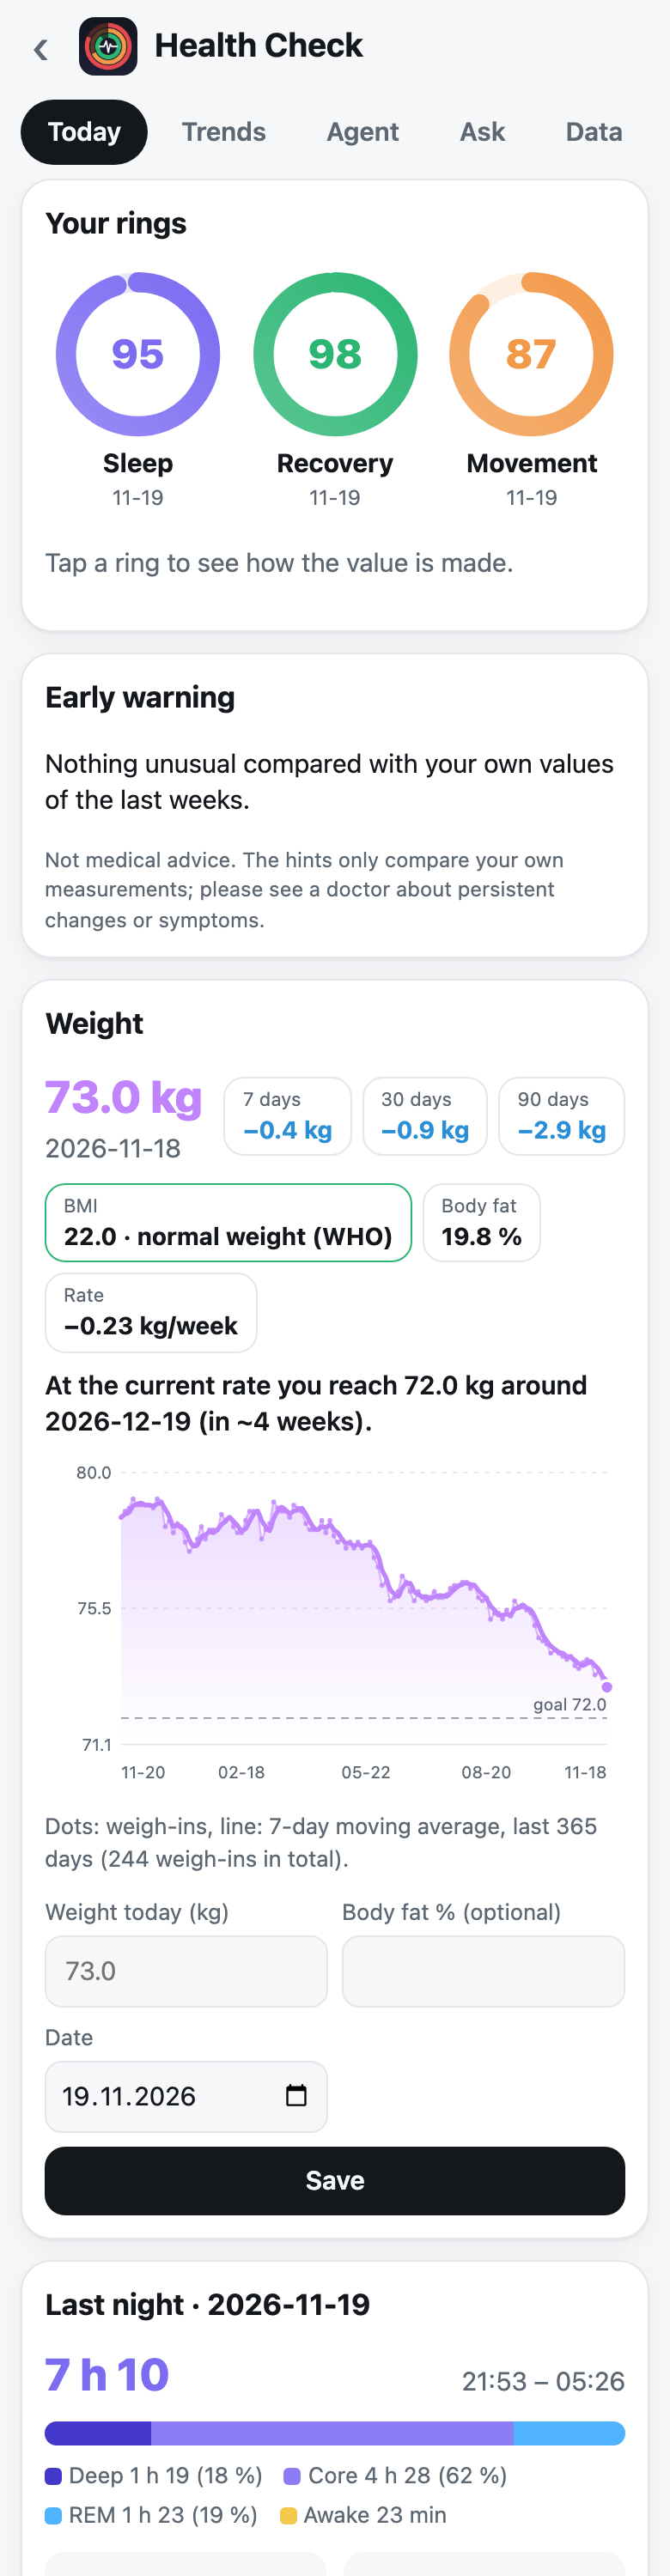 Health Check
Today Trends Agent Ask Data
Your rings
95 98 87
Sleep Recovery Movement
11-19 11-19 11-19
Tap a ring to see how the value is made.
Early warning
Nothing unusual compared with your own values
of the last weeks.
Not medical advice. The hints only compare your own
measurements; please see a doctor about persistent
changes or symptoms.
Weight
73.0 kg
2026-11-18
7 days
−0.4 kg
30 days
−0.9 kg
90 days
−2.9 kg
BMI
22.0 · normal weight (WHO)
Body fat
19.8 %
Rate
−0.23 kg/week
At the current rate you reach 72.0 kg around
2026-12-19 (in ~4 weeks).
80.0
75.5
goal 72.0
71.1
11-20 02-18 05-22 08-20 11-18
Dots: weigh-ins, line: 7-day moving average, last 365
days (244 weigh-ins in total).
Weight today (kg)
73.0
Body fat % (optional)
Date
19.11.2026
Save
Last night · 2026-11-19
7 h 10
21:53 – 05:26
Deep 1 h 19 (18 %) Core 4 h 28 (62 %)
REM 1 h 23 (19 %) Awake 23 min